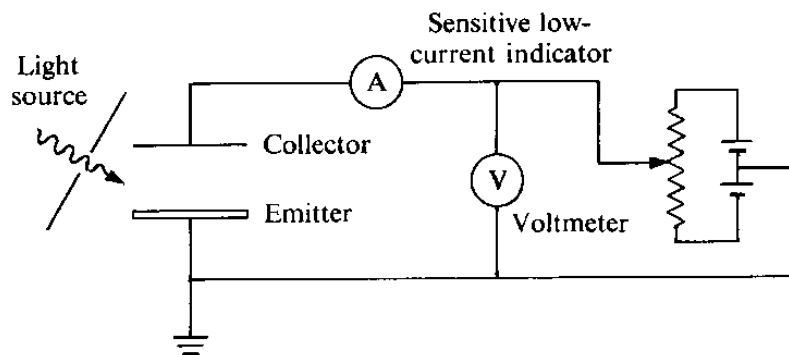 Sensitive low-
current indicator
Light
source
A
Collector
V
Emitter
Voltmeter